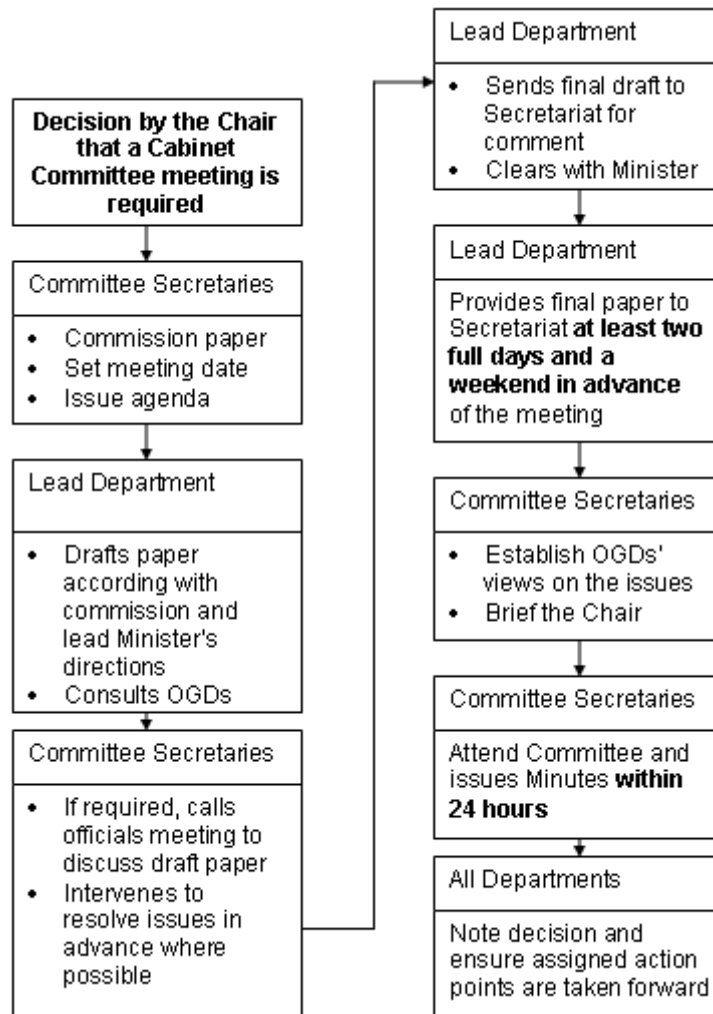 Decision by the Chair
that a Cabinet
Committee meeting is
required
Committee Secretaries
• Commission paper
• Set meeting date
• Issue agenda
Lead Department
• Drafts paper
according with
commission and
lead Minister's
directions
• Consults OGDs
Committee Secretaries
• If required, calls
officials meeting to
discuss draft paper
• Intervenes to
resolve issues in
advance where
possible
Lead Department
• Sends final draft to
Secretariat for
comment
• Clears with Minister
Lead Department
Provides final paper to
Secretariat at least two
full days and a
weekend in advance
of the meeting
Committee Secretaries
• Establish OGDs'
views on the issues
• Brief the Chair
Committee Secretaries
Attend Committee and
issues Minutes within
24 hours
All Departments
Note decision and
ensure assigned action
points are taken forward